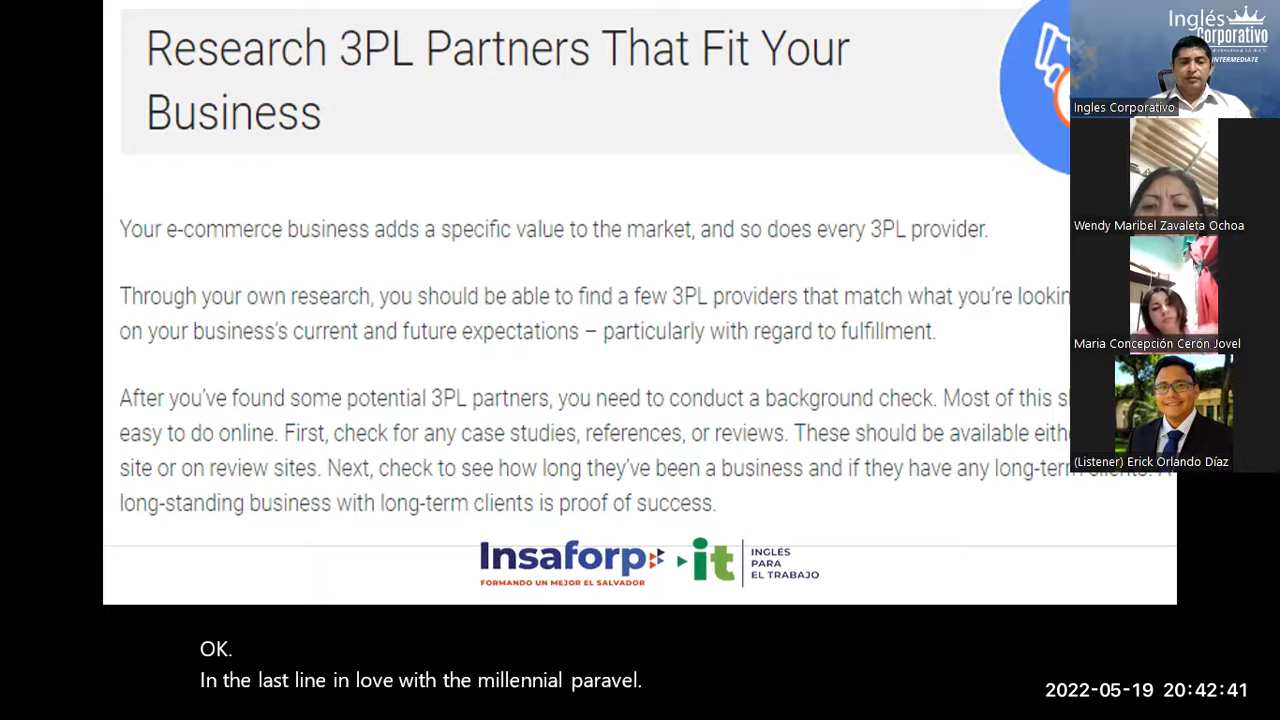 Research 3PL Partners That Fit Your
Business
Your e-commerce business adds a specific value to the market, and so does every 3PL provider.
Through your own research, you should be able to find a few 3PL providers that match what you're
on your business's current and future expectations – particularly with regard to fulfillment.
After you've found some potential 3PL partners, you need to conduct a background check. Most of this
easy to do online. First, check for any case studies, references, or reviews. These should be available
site or on review sites. Next, check to see how long they've been a business and if they have any
long-standing business with long-term clients is proof of success.
Insaforp
FORMANDO UN MEJOR EL SALVADOR
it
INGLÉS
PARA
EL TRABAJO
Inglés
Corporativo
INTERMEDIATE
Ingles Corporativo
Wendy Maribel Zavaleta Ochoa
Maria Concepción Cerón Jovel
(Listener) Erick Orlando Díaz
OK.
In the last line in love with the millennial paravel.
2022-05-19 20:42:41